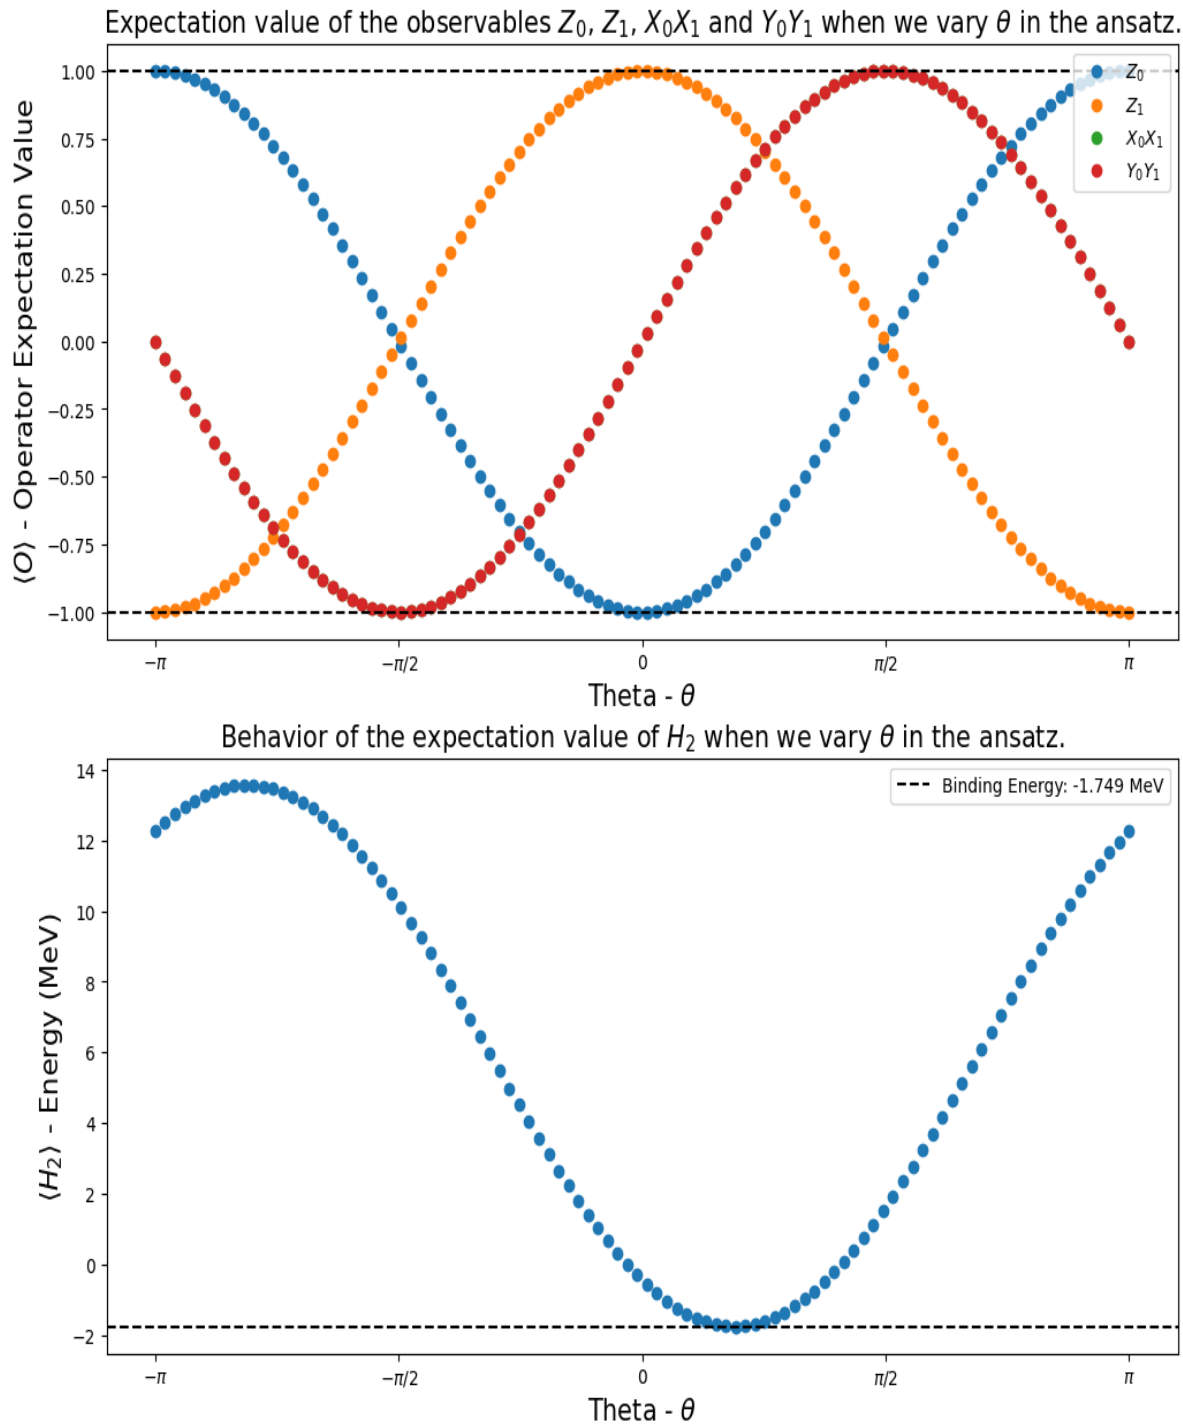 Expectation value of the observables Z₀, Z₁, X₀X₁ and Y₀Y₁ when we vary θ in the ansatz.
⟨O⟩ - Operator Expectation Value
1.00
0.75
0.50
0.25
0.00
−0.25
−0.50
−0.75
−1.00
Z₀
Z₁
X₀X₁
Y₀Y₁
−π
−π/2
0
π/2
π
Theta - θ
Behavior of the expectation value of H₂ when we vary θ in the ansatz.
⟨H₂⟩ - Energy (MeV)
14
12
10
8
6
4
2
0
−2
Binding Energy: -1.749 MeV
−π
−π/2
0
π/2
π
Theta - θ